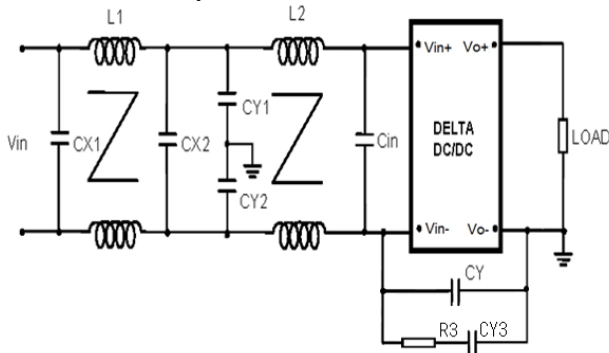 L1
L2
Vin+ Vo+
CY1
Vin
CX1
CX2
Cin
DELTA
DC/DC
LOAD
CY2
Vin- Vo-
CY
R3 CY3